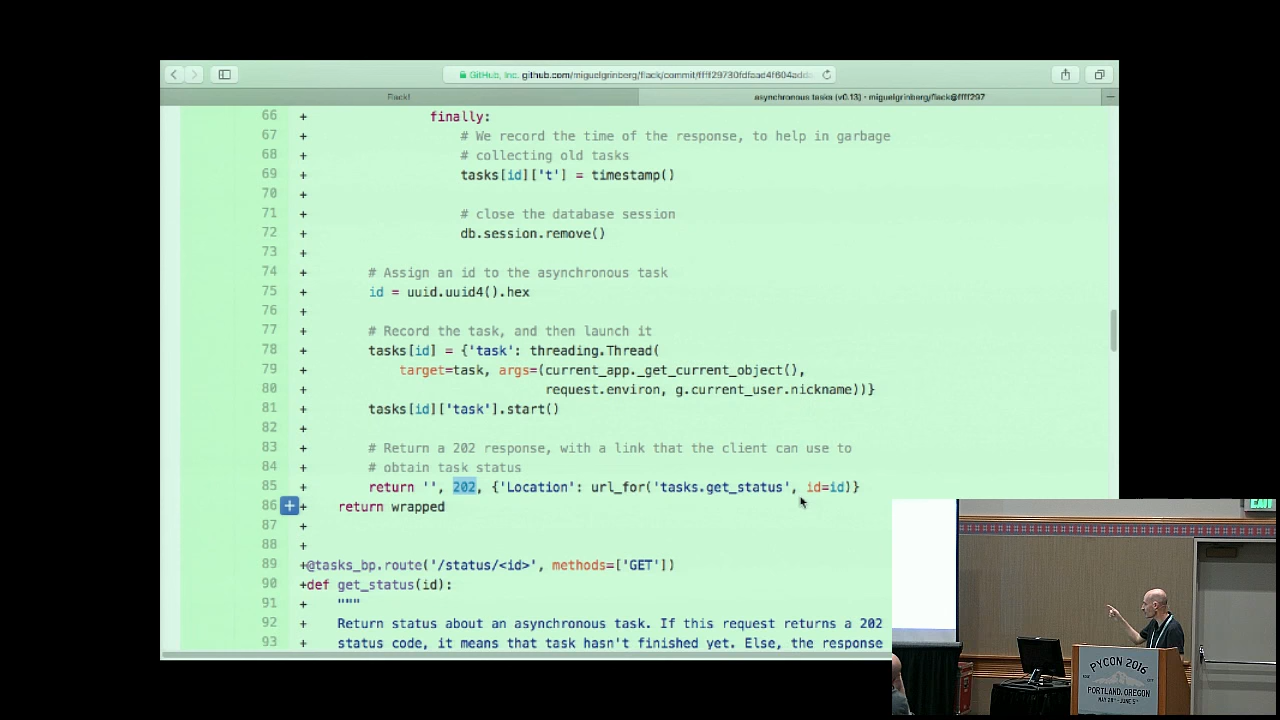 GitHub, Inc. github.com/miguelgrinberg/flack/commit/ffff29730fdfaad4f604adda
Flack!
asynchronous tasks (v0.13) · miguelgrinberg/flack@ffff297
66 + finally:
67 + # We record the time of the response, to help in garbage
68 + # collecting old tasks
69 + tasks[id]['t'] = timestamp()
70 +
71 + # close the database session
72 + db.session.remove()
73 +
74 + # Assign an id to the asynchronous task
75 + id = uuid.uuid4().hex
76 +
77 + # Record the task, and then launch it
78 + tasks[id] = {'task': threading.Thread(
79 + target=task, args=(current_app._get_current_object(),
80 + request.environ, g.current_user.nickname))}
81 + tasks[id]['task'].start()
82 +
83 + # Return a 202 response, with a link that the client can use to
84 + # obtain task status
85 + return '', 202, {'Location': url_for('tasks.get_status', id=id)}
86 + + return wrapped
87 +
88 +
89 +@tasks_bp.route('/status/<id>', methods=['GET'])
90 +def get_status(id):
91 + """
92 Return status about an asynchronous task. If this request returns a 202
93 status code, it means that task hasn't finished yet. Else, the response
EXIT
PYCON 2016
PORTLAND, OREGON
MAY 28TH - JUNE 5TH